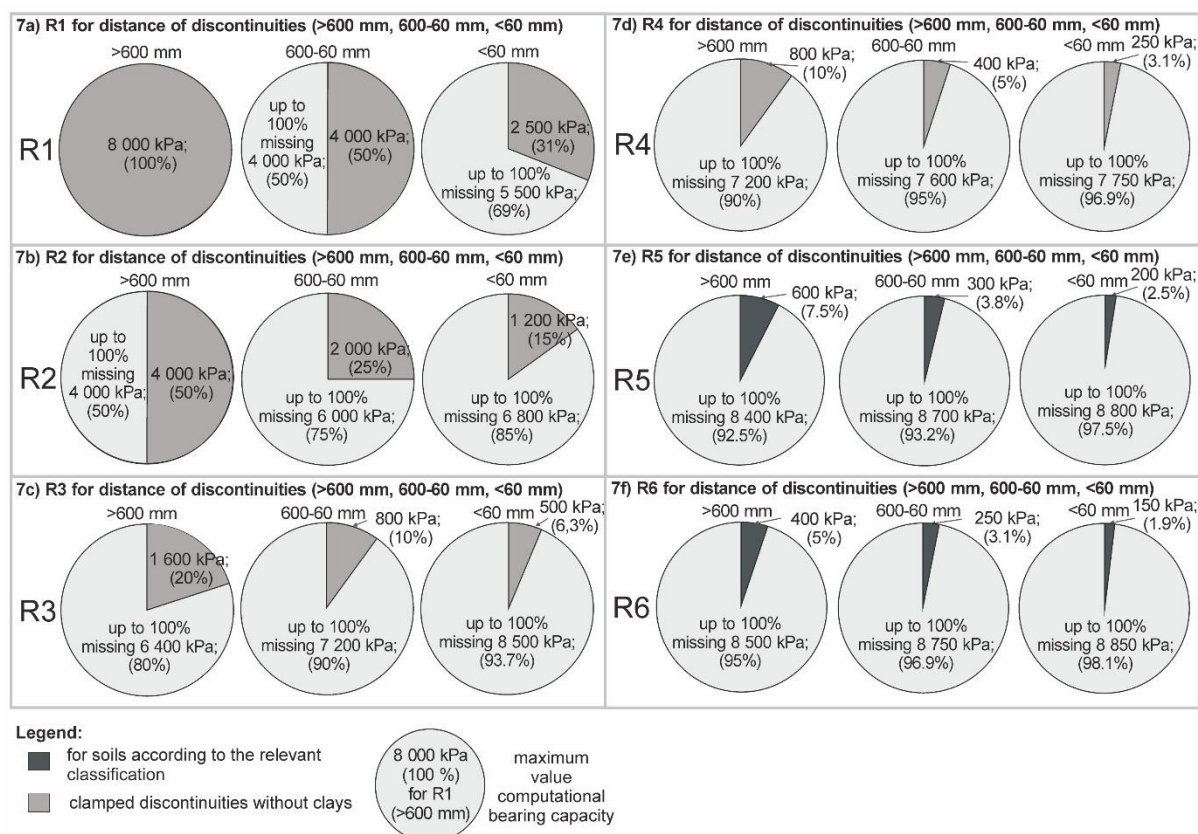 7a) R1 for distance of discontinuities (>600 mm, 600-60 mm, <60 mm)
>600 mm
600-60 mm
<60 mm
R1
8 000 kPa;
(100%)
up to
100%
missing
4 000 kPa;
(50%)
4 000 kPa;
(50%)
2 500 kPa;
(31%)
up to 100%
missing 5 500 kPa;
(69%)
7b) R2 for distance of discontinuities (>600 mm, 600-60 mm, <60 mm)
>600 mm
600-60 mm
<60 mm
R2
up to
100%
missing
4 000 kPa;
(50%)
4 000 kPa;
(50%)
2 000 kPa;
(25%)
up to 100%
missing 6 000 kPa;
(75%)
1 200 kPa;
(15%)
up to 100%
missing 6 800 kPa;
(85%)
7c) R3 for distance of discontinuities (>600 mm, 600-60 mm, <60 mm)
>600 mm
600-60 mm
<60 mm
R3
1 600 kPa;
(20%)
up to 100%
missing 6 400 kPa;
(80%)
800 kPa;
(10%)
up to 100%
missing 7 200 kPa;
(90%)
500 kPa;
(6,3%)
up to 100%
missing 8 500 kPa;
(93.7%)
7d) R4 for distance of discontinuities (>600 mm, 600-60 mm, <60 mm)
>600 mm
600-60 mm
<60 mm
R4
800 kPa;
(10%)
up to 100%
missing 7 200 kPa;
(90%)
400 kPa;
(5%)
up to 100%
missing 7 600 kPa;
(95%)
250 kPa;
(3.1%)
up to 100%
missing 7 750 kPa;
(96.9%)
7e) R5 for distance of discontinuities (>600 mm, 600-60 mm, <60 mm)
>600 mm
600-60 mm
<60 mm
R5
600 kPa;
(7.5%)
up to 100%
missing 8 400 kPa;
(92.5%)
300 kPa;
(3.8%)
up to 100%
missing 8 700 kPa;
(93.2%)
200 kPa;
(2.5%)
up to 100%
missing 8 800 kPa;
(97.5%)
7f) R6 for distance of discontinuities (>600 mm, 600-60 mm, <60 mm)
>600 mm
600-60 mm
<60 mm
R6
400 kPa;
(5%)
up to 100%
missing 8 500 kPa;
(95%)
250 kPa;
(3.1%)
up to 100%
missing 8 750 kPa;
(96.9%)
150 kPa;
(1.9%)
up to 100%
missing 8 850 kPa;
(98.1%)
Legend:
for soils according to the relevant
classification
clamped discontinuities without clays
8 000 kPa
(100 %)
for R1
(>600 mm)
maximum
value
computational
bearing capacity